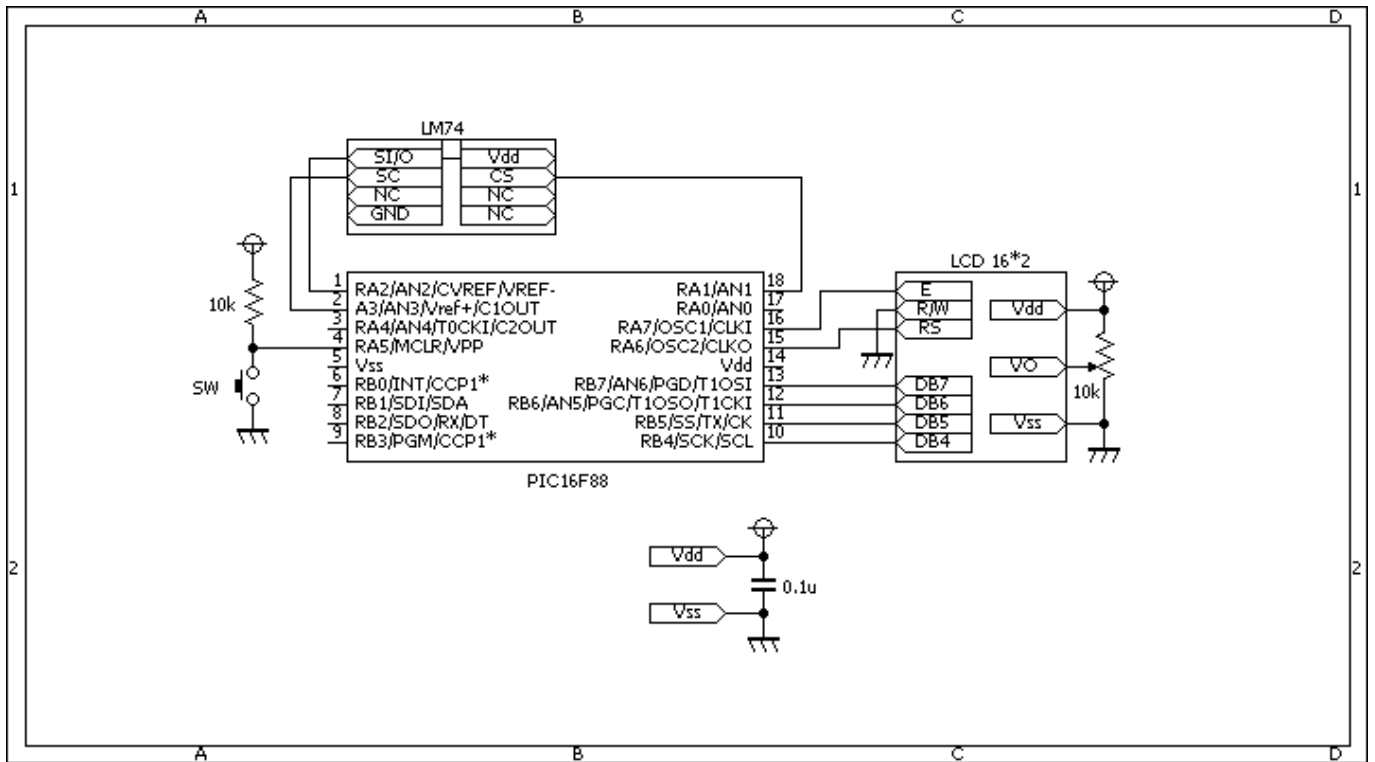 A B C D
1 1
LM74
SI/O Vdd
SC CS
NC NC
GND NC
10k
SW
1 RA2/AN2/CVREF/VREF- RA1/AN1 18
2 A3/AN3/Vref+/C1OUT RA0/AN0 17
3 RA4/AN4/T0CKI/C2OUT RA7/OSC1/CLKI 16
4 RA5/MCLR/VPP RA6/OSC2/CLKO 15
5 Vss Vdd 14
6 RB0/INT/CCP1* RB7/AN6/PGD/T1OSI 13
7 RB1/SDI/SDA RB6/AN5/PGC/T1OSO/T1CKI 12
8 RB2/SDO/RX/DT RB5/SS/TX/CK 11
9 RB3/PGM/CCP1* RB4/SCK/SCL 10
PIC16F88
LCD 16*2
E
R/W Vdd
RS
VO
10k
DB7
DB6
DB5 Vss
DB4
2 2
Vdd
0.1u
Vss
A B C D